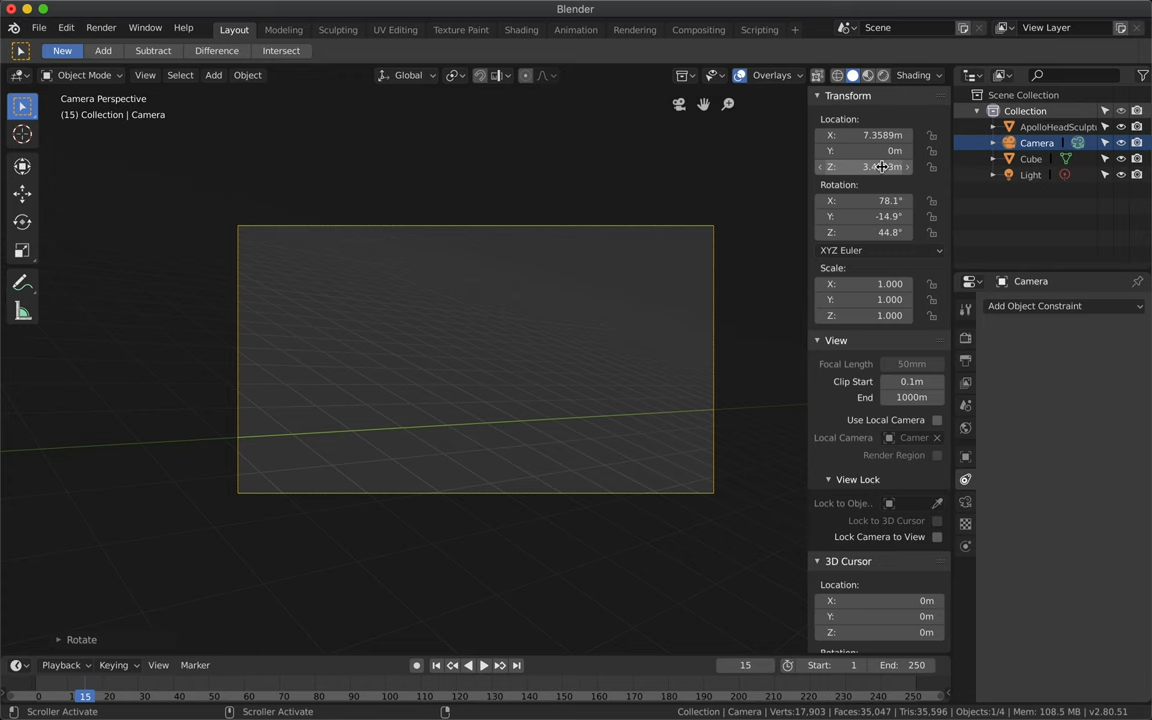 Blender
File Edit Render Window Help Layout Modeling Sculpting UV Editing Texture Paint Shading Animation Rendering Compositing Scripting + Scene View Layer
New Add Subtract Difference Intersect
Object Mode View Select Add Object Global Overlays Shading
Camera Perspective
(15) Collection | Camera
Transform
Location:
X: 7.3589m
Y: 0m
Z:
Rotation:
X: 78.1°
Y: -14.9°
Z: 44.8°
XYZ Euler
Scale:
X: 1.000
Y: 1.000
Z: 1.000
View
Focal Length 50mm
Clip Start 0.1m
End 1000m
Use Local Camera
Local Camera Camer
Render Region
View Lock
Lock to Obje..
Lock to 3D Cursor
Lock Camera to View
3D Cursor
Location:
X: 0m
Y: 0m
Z: 0m
Scene Collection
Collection
ApolloHeadSculpt
Camera
Cube
Light
Camera
Add Object Constraint
Rotate
Playback Keying View Marker 15 Start: 1 End: 250
0 15 20 30 40 50 60 70 80 90 100 110 120 130 140 150 160 170 180 190 200 210 220 230 240 250
Scroller Activate Scroller Activate Collection | Camera | Verts:17,903 | Faces:35,047 | Tris:35,596 | Objects:1/4 | Mem: 108.5 MB | v2.80.51